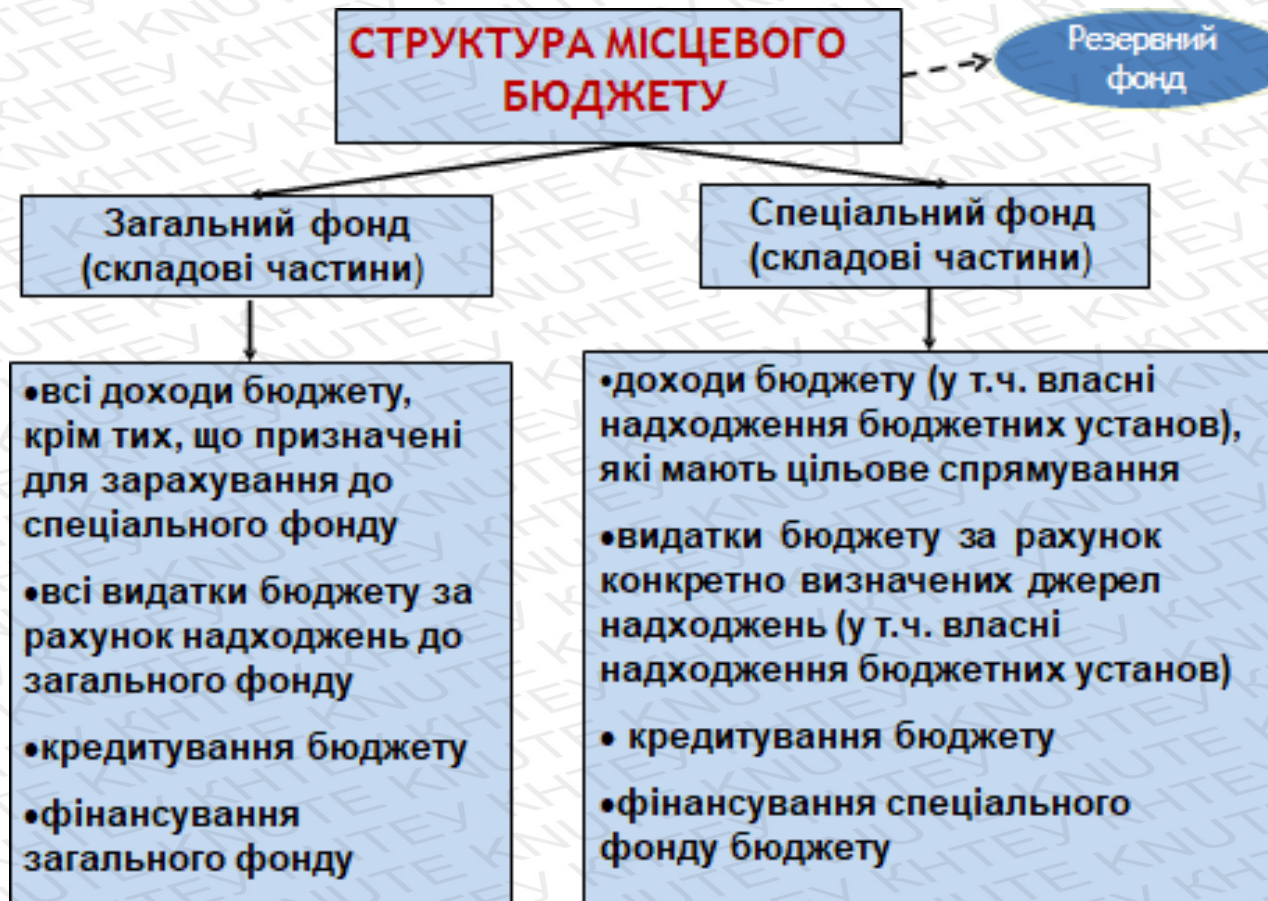 СТРУКТУРА МІСЦЕВОГО
БЮДЖЕТУ
Резервний
фонд
Загальний фонд
(складові частини)
Спеціальний фонд
(складові частини)
•всі доходи бюджету,
крім тих, що призначені
для зарахування до
спеціального фонду
•всі видатки бюджету за
рахунок надходжень до
загального фонду
•кредитування бюджету
•фінансування
загального фонду
•доходи бюджету (у т.ч. власні
надходження бюджетних установ),
які мають цільове спрямування
•видатки бюджету за рахунок
конкретно визначених джерел
надходжень (у т.ч. власні
надходження бюджетних установ)
• кредитування бюджету
•фінансування спеціального
фонду бюджету
KNUTE КНТЕУ